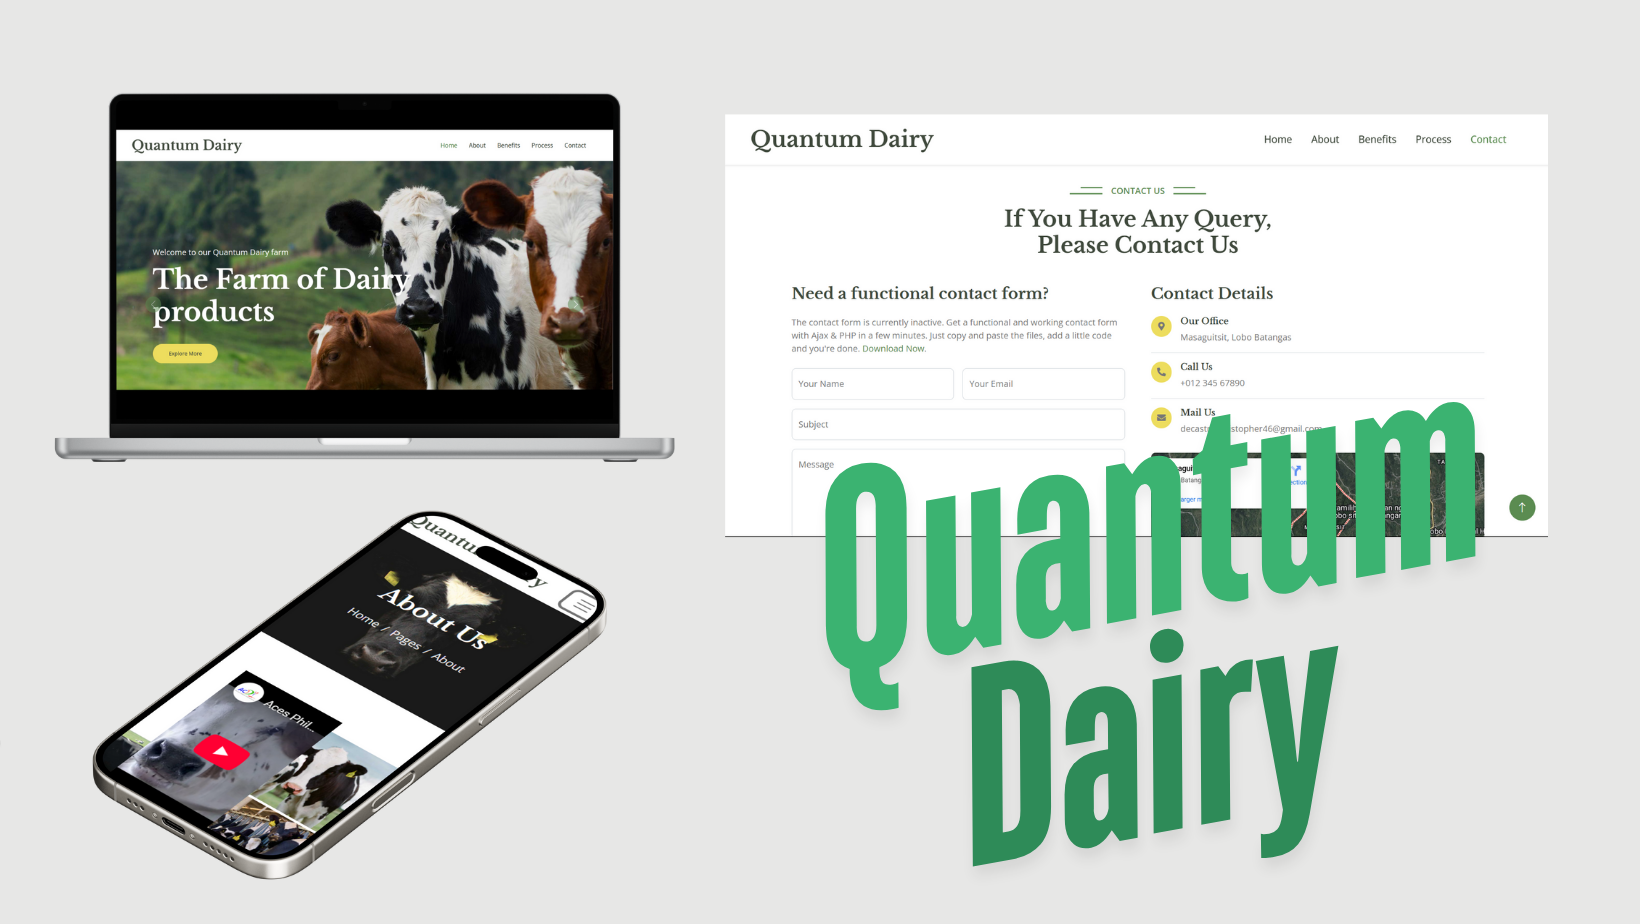 Quantum Dairy
Home About Benefits Process Contact
Welcome to our Quantum Dairy farm
The Farm of Dairy
products
Explore More
Quantum Dairy
Home About Benefits Process Contact
CONTACT US
If You Have Any Query,
Please Contact Us
Need a functional contact form?
The contact form is currently inactive. Get a functional and working contact form
with Ajax & PHP in a few minutes. Just copy and paste the files, add a little code
and you're done. Download Now.
Your Name
Your Email
Subject
Message
Contact Details
Our Office
Masaguitsit, Lobo Batangas
Call Us
+012 345 67890
Mail Us
About Us
Home / Pages / About
Aces Phil...
Quantum
Dairy